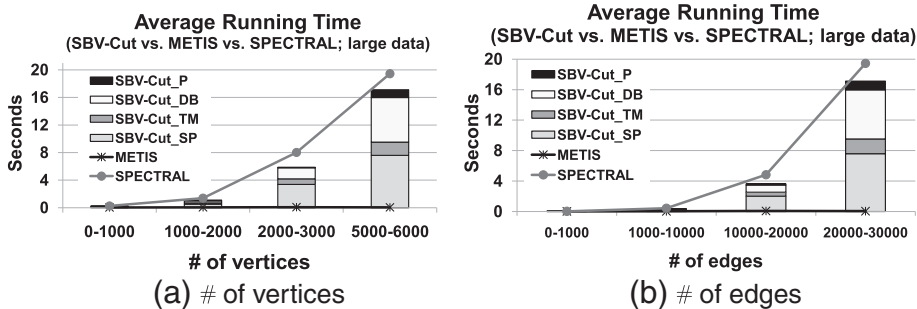 Average Running Time
(SBV-Cut vs. METIS vs. SPECTRAL; large data)
20
16
12
8
4
0
Seconds
SBV-Cut_P
SBV-Cut_DB
SBV-Cut_TM
SBV-Cut_SP
METIS
SPECTRAL
0-1000
1000-2000
2000-3000
5000-6000
# of vertices
(a) # of vertices
Average Running Time
(SBV-Cut vs. METIS vs. SPECTRAL; large data)
20
16
12
8
4
0
Seconds
SBV-Cut_P
SBV-Cut_DB
SBV-Cut_TM
SBV-Cut_SP
METIS
SPECTRAL
0-1000
1000-10000
10000-20000
20000-30000
# of edges
(b) # of edges